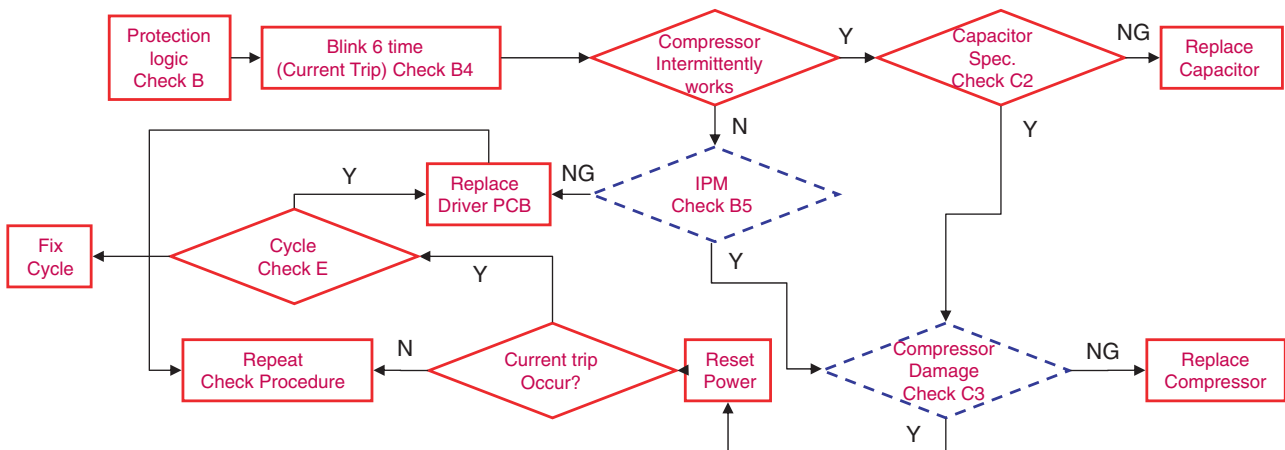 Protection
logic
Check B
Blink 6 time
(Current Trip) Check B4
Compressor
Intermittently
works
Y
Capacitor
Spec.
Check C2
NG
Replace
Capacitor
N
Y
IPM
Check B5
NG
Replace
Driver PCB
Y
Fix
Cycle
Cycle
Check E
Y
Y
Repeat
Check Procedure
N
Current trip
Occur?
Reset
Power
Compressor
Damage
Check C3
NG
Replace
Compressor
Y